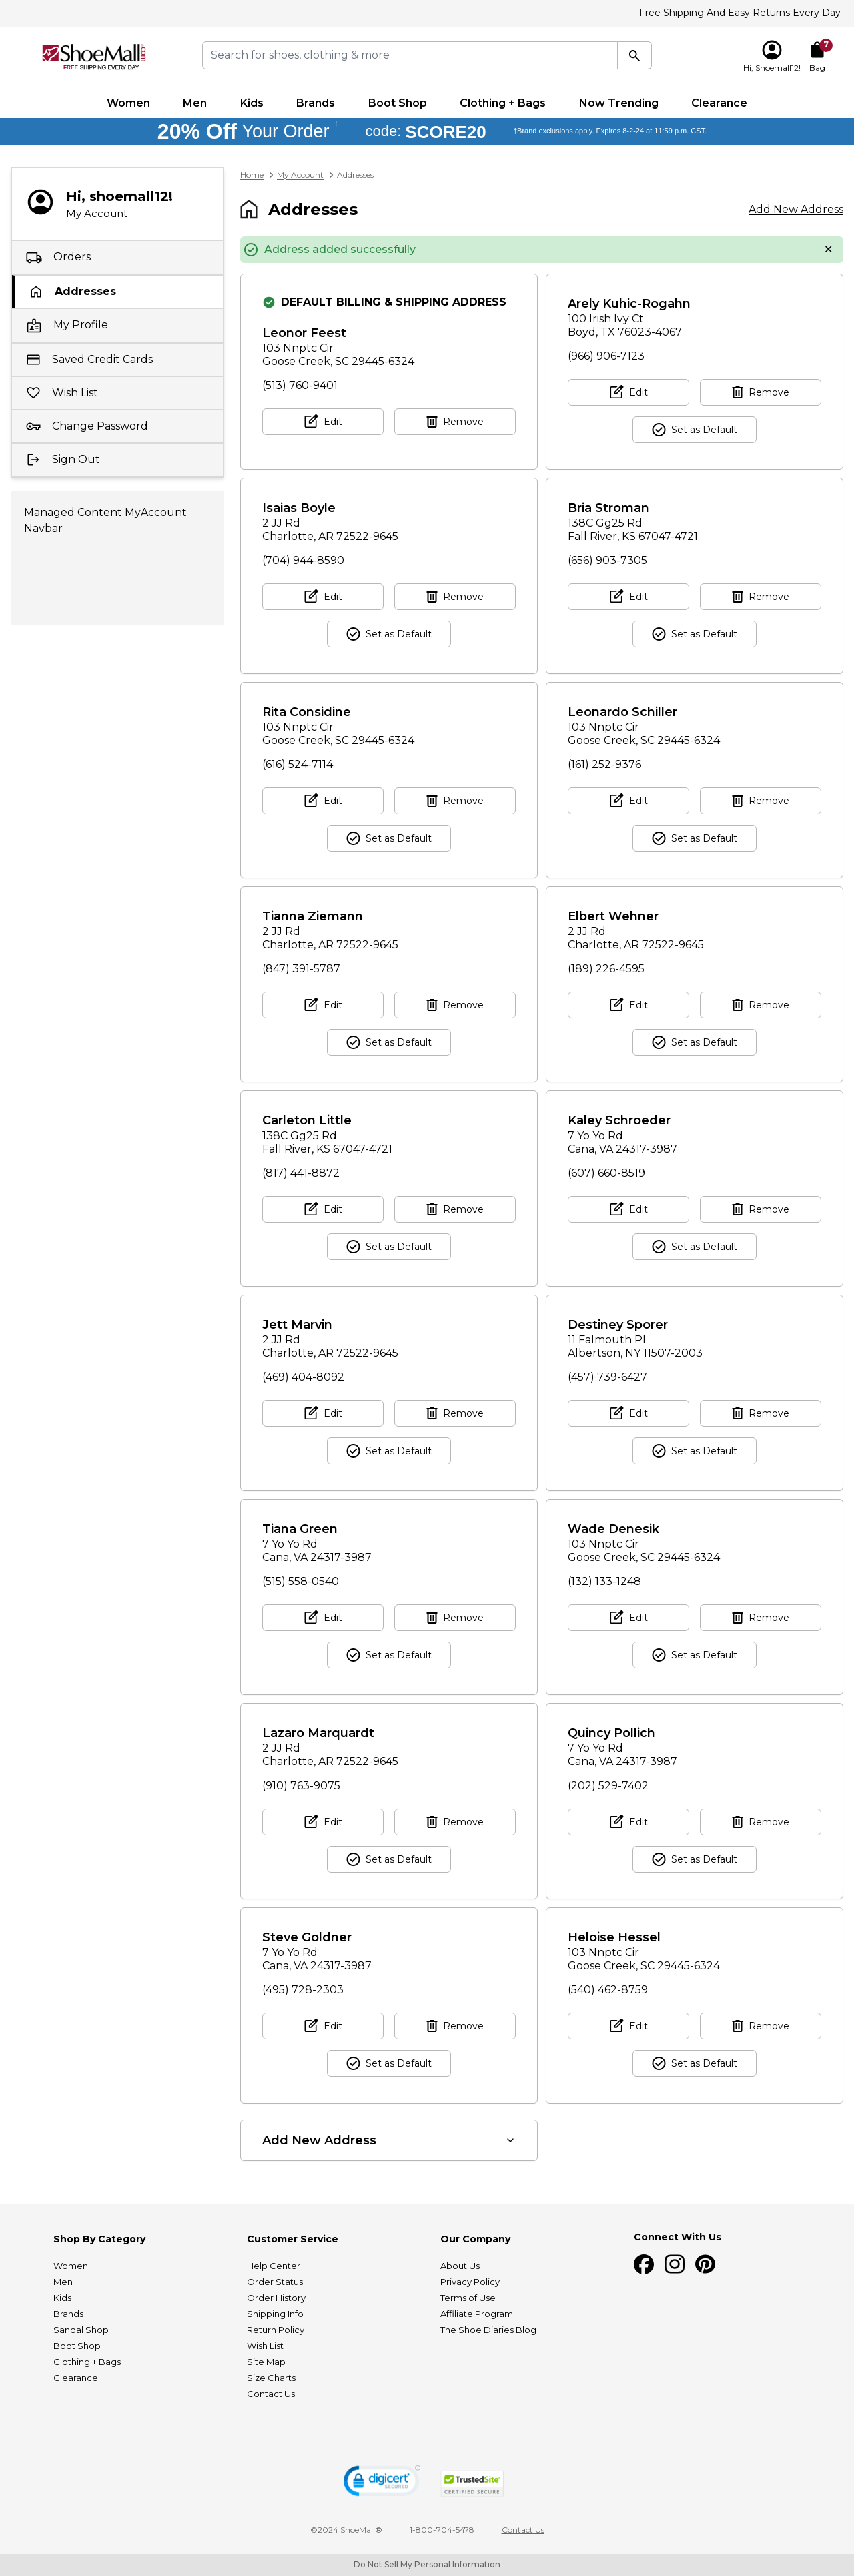 Free Shipping And Easy Returns Every Day
ShoeMall.com
FREE SHIPPING EVERY DAY
Search for shoes, clothing & more
Hi, Shoemall12!
7
Bag
Women Men Kids Brands Boot Shop Clothing + Bags Now Trending Clearance
20% Off Your Order † code: SCORE20 †Brand exclusions apply. Expires 8-2-24 at 11:59 p.m. CST.
Hi, shoemall12!
My Account
Orders
Addresses
My Profile
Saved Credit Cards
Wish List
Change Password
Sign Out
Managed Content MyAccount
Navbar
Home > My Account > Addresses
Addresses
Add New Address
Address added successfully
DEFAULT BILLING & SHIPPING ADDRESS
Leonor Feest
103 Nnptc Cir
Goose Creek, SC 29445-6324
(513) 760-9401
Edit Remove
Arely Kuhic-Rogahn
100 Irish Ivy Ct
Boyd, TX 76023-4067
(966) 906-7123
Edit Remove
Set as Default
Isaias Boyle
2 JJ Rd
Charlotte, AR 72522-9645
(704) 944-8590
Edit Remove
Set as Default
Bria Stroman
138C Gg25 Rd
Fall River, KS 67047-4721
(656) 903-7305
Edit Remove
Set as Default
Rita Considine
103 Nnptc Cir
Goose Creek, SC 29445-6324
(616) 524-7114
Edit Remove
Set as Default
Leonardo Schiller
103 Nnptc Cir
Goose Creek, SC 29445-6324
(161) 252-9376
Edit Remove
Set as Default
Tianna Ziemann
2 JJ Rd
Charlotte, AR 72522-9645
(847) 391-5787
Edit Remove
Set as Default
Elbert Wehner
2 JJ Rd
Charlotte, AR 72522-9645
(189) 226-4595
Edit Remove
Set as Default
Carleton Little
138C Gg25 Rd
Fall River, KS 67047-4721
(817) 441-8872
Edit Remove
Set as Default
Kaley Schroeder
7 Yo Yo Rd
Cana, VA 24317-3987
(607) 660-8519
Edit Remove
Set as Default
Jett Marvin
2 JJ Rd
Charlotte, AR 72522-9645
(469) 404-8092
Edit Remove
Set as Default
Destiney Sporer
11 Falmouth Pl
Albertson, NY 11507-2003
(457) 739-6427
Edit Remove
Set as Default
Tiana Green
7 Yo Yo Rd
Cana, VA 24317-3987
(515) 558-0540
Edit Remove
Set as Default
Wade Denesik
103 Nnptc Cir
Goose Creek, SC 29445-6324
(132) 133-1248
Edit Remove
Set as Default
Lazaro Marquardt
2 JJ Rd
Charlotte, AR 72522-9645
(910) 763-9075
Edit Remove
Set as Default
Quincy Pollich
7 Yo Yo Rd
Cana, VA 24317-3987
(202) 529-7402
Edit Remove
Set as Default
Steve Goldner
7 Yo Yo Rd
Cana, VA 24317-3987
(495) 728-2303
Edit Remove
Set as Default
Heloise Hessel
103 Nnptc Cir
Goose Creek, SC 29445-6324
(540) 462-8759
Edit Remove
Set as Default
Add New Address
Shop By Category
Women
Men
Kids
Brands
Sandal Shop
Boot Shop
Clothing + Bags
Clearance
Customer Service
Help Center
Order Status
Order History
Shipping Info
Return Policy
Wish List
Site Map
Size Charts
Contact Us
Our Company
About Us
Privacy Policy
Terms of Use
Affiliate Program
The Shoe Diaries Blog
Connect With Us
digicert
SECURED
TrustedSite
CERTIFIED SECURE
©2024 ShoeMall® | 1-800-704-5478 | Contact Us
Do Not Sell My Personal Information